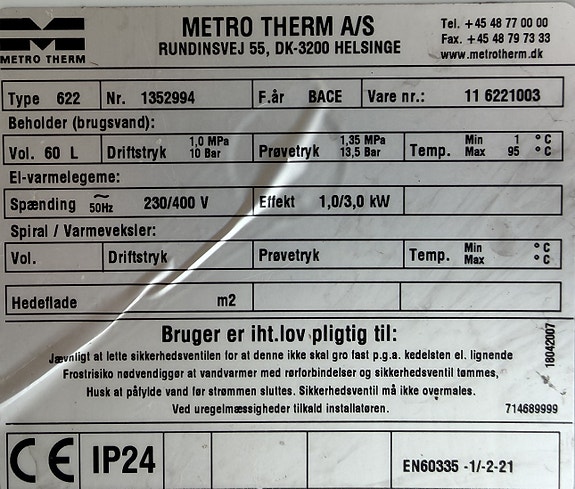 METRO THERM
METRO THERM A/S
RUNDINSVEJ 55, DK-3200 HELSINGE
Tel. +45 48 77 00 00
Fax. +45 48 79 73 33
www.metrotherm.dk
Type 622 Nr. 1352994 F.år BACE Vare nr.: 11 6221003
Beholder (brugsvand):
Vol. 60 L Driftstryk 1,0 MPa 10 Bar Prøvetryk 1,35 MPa 13,5 Bar Temp. Min 1 °C Max 95 °C
El-varmelegeme:
Spænding ~ 50Hz 230/400 V Effekt 1,0/3,0 kW
Spiral / Varmeveksler:
Vol. Driftstryk Prøvetryk Temp. Min °C Max °C
Hedeflade m2
Bruger er iht.lov pligtig til:
Jævnligt at lette sikkerhedsventilen for at denne ikke skal gro fast p.g.a. kedelsten el. lignende
Frostrisiko nødvendiggør at vandvarmer med rørforbindelser og sikkerhedsventil tømmes,
Husk at påfylde vand før strømmen sluttes. Sikkerhedsventil må ikke overmales.
Ved uregelmæssigheder tilkald installatøren.
18042007
714689999
CE IP24 EN60335 -1/-2-21